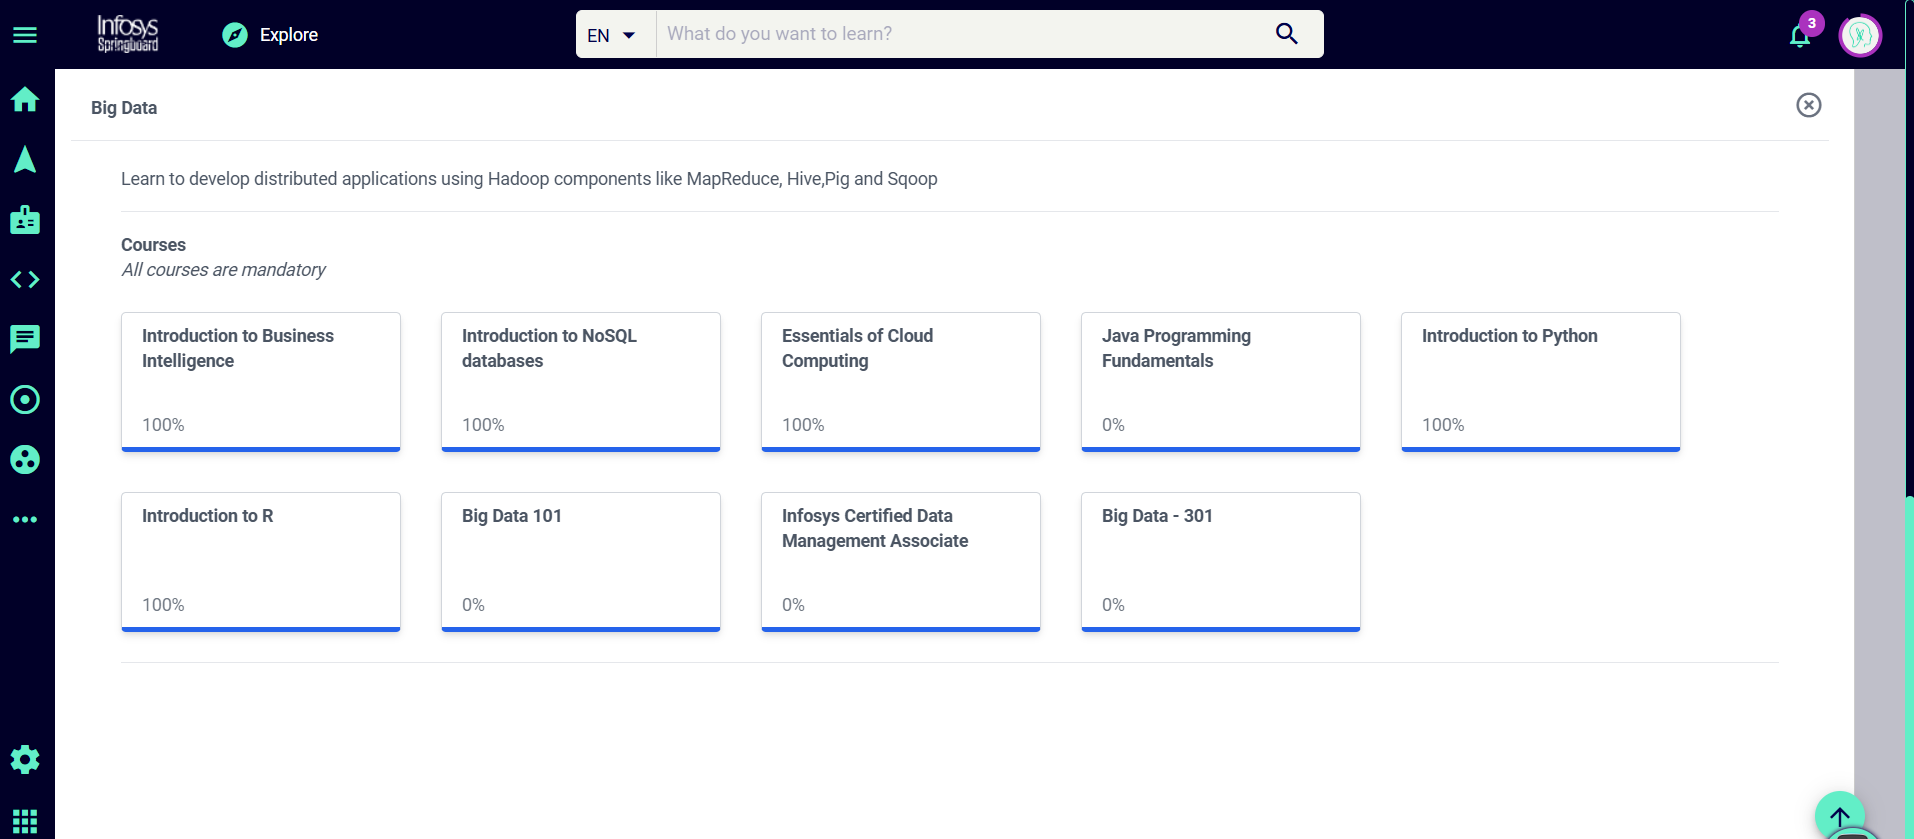 Infosys
Springboard
Explore
EN
What do you want to learn?
3
Big Data
Learn to develop distributed applications using Hadoop components like MapReduce, Hive,Pig and Sqoop
Courses
All courses are mandatory
Introduction to Business
Intelligence
100%
Introduction to NoSQL
databases
100%
Essentials of Cloud
Computing
100%
Java Programming
Fundamentals
0%
Introduction to Python
100%
Introduction to R
100%
Big Data 101
0%
Infosys Certified Data
Management Associate
0%
Big Data - 301
0%